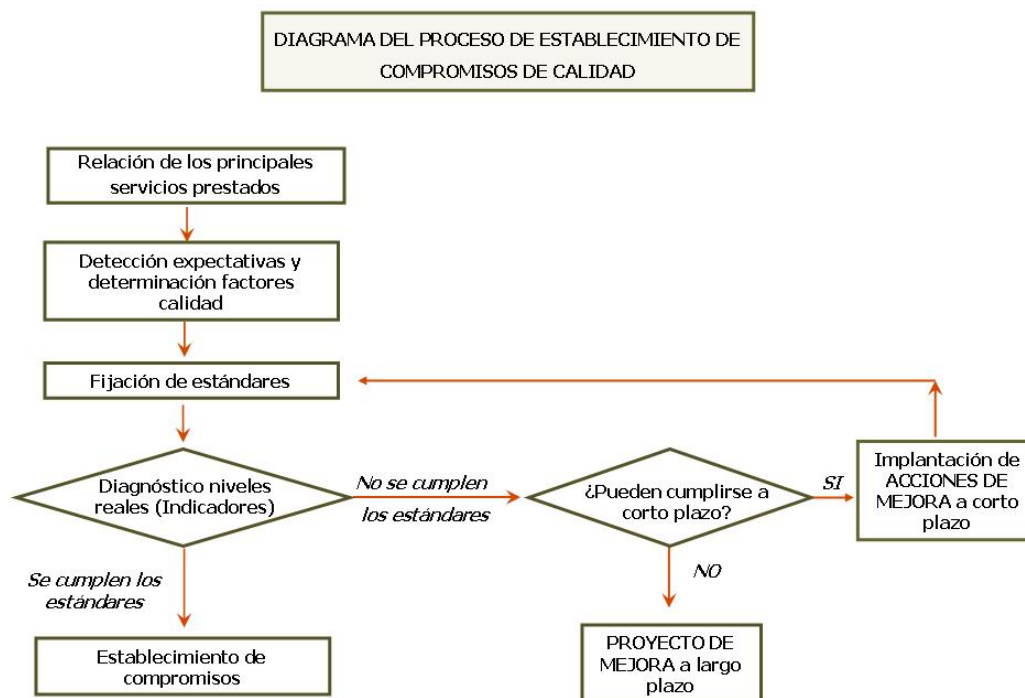 DIAGRAMA DEL PROCESO DE ESTABLECIMIENTO DE
COMPROMISOS DE CALIDAD
Relación de los principales
servicios prestados
Detección expectativas y
determinación factores
calidad
Fijación de estándares
Diagnóstico niveles
reales (Indicadores)
No se cumplen
los estándares
¿Pueden cumplirse a
corto plazo?
SI
Implantación de
ACCIONES DE
MEJORA a corto
plazo
Se cumplen los
estándares
NO
Establecimiento de
compromisos
PROYECTO DE
MEJORA a largo
plazo